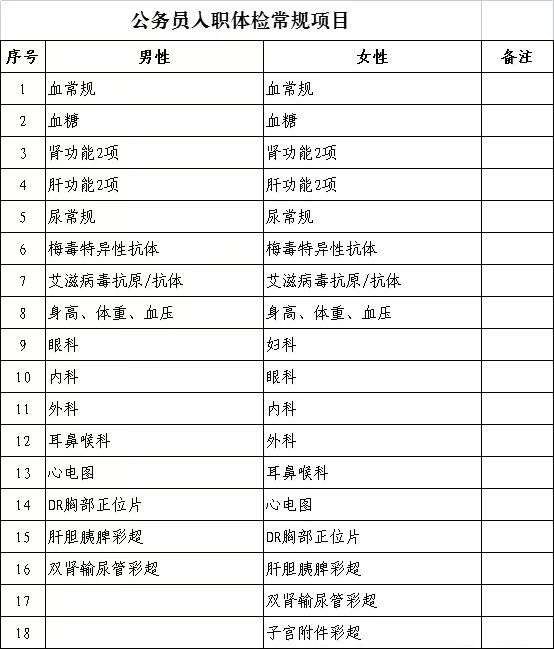 公务员入职体检常规项目
序号 男性 女性 备注
1 血常规 血常规
2 血糖 血糖
3 肾功能2项 肾功能2项
4 肝功能2项 肝功能2项
5 尿常规 尿常规
6 梅毒特异性抗体 梅毒特异性抗体
7 艾滋病毒抗原/抗体 艾滋病毒抗原/抗体
8 身高、体重、血压 身高、体重、血压
9 眼科 妇科
10 内科 眼科
11 外科 内科
12 耳鼻喉科 外科
13 心电图 耳鼻喉科
14 DR胸部正位片 心电图
15 肝胆胰脾彩超 DR胸部正位片
16 双肾输尿管彩超 肝胆胰脾彩超
17 双肾输尿管彩超
18 子宫附件彩超